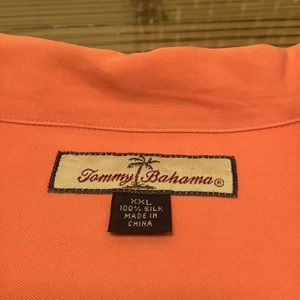 Tommy Bahama®
XXL
100% SILK
MADE IN
CHINA